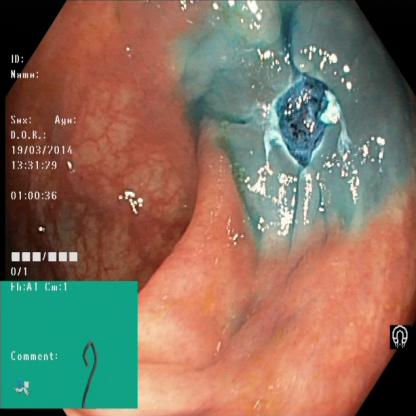 ID:
Name:
Sex: Age:
D.O.B.:
19/03/2014
13:31:29
01:00:36
■■■/■■■
0/1
Eh:A1 Cm:1
Comment: